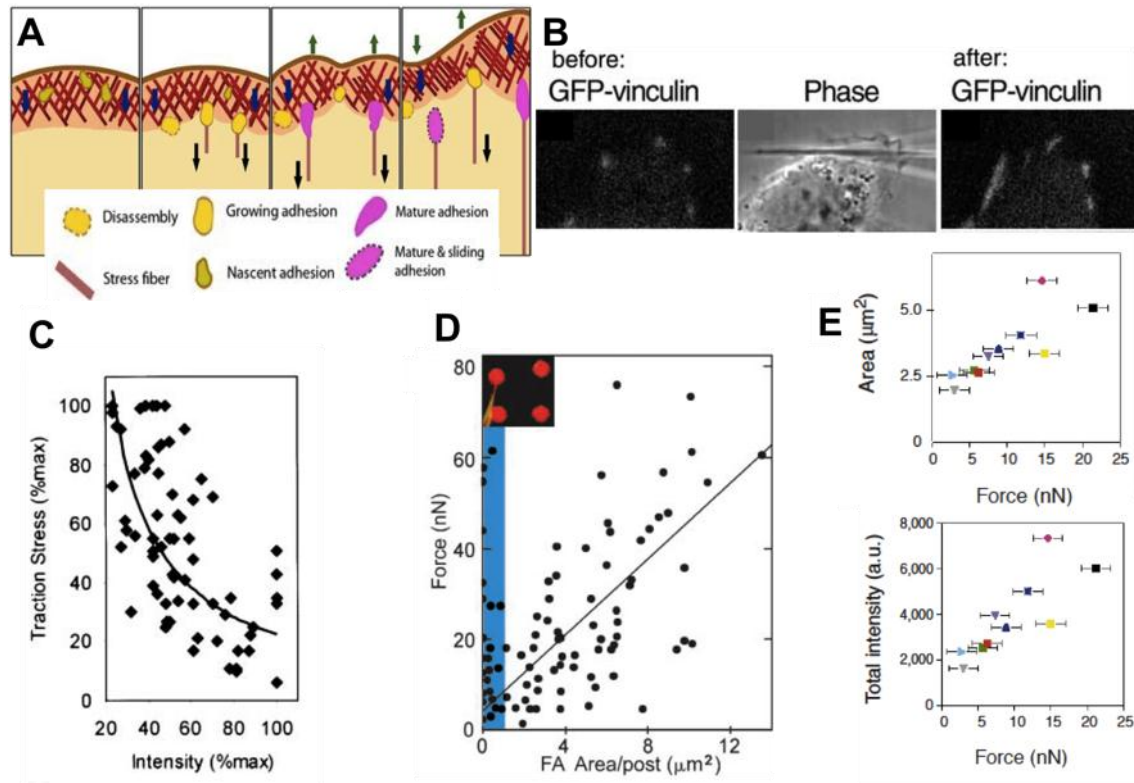 A
Disassembly
Growing adhesion
Mature adhesion
Stress fiber
Nascent adhesion
Mature & sliding
adhesion
B
before:
GFP-vinculin
Phase
after:
GFP-vinculin
C
Traction Stress (%max)
100
80
60
40
20
0
20 40 60 80 100
Intensity (%max)
D
Force (nN)
80
60
40
20
0
0 4 8 12
FA Area/post (μm²)
E
Area (μm²)
5.0
2.5
0
0 5 10 15 20 25
Force (nN)
Total intensity (a.u.)
8,000
6,000
4,000
2,000
0
0 5 10 15 20 25
Force (nN)